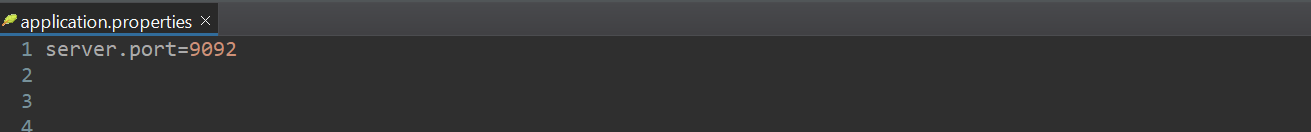 application.properties
1 server.port=9092
2
3
4